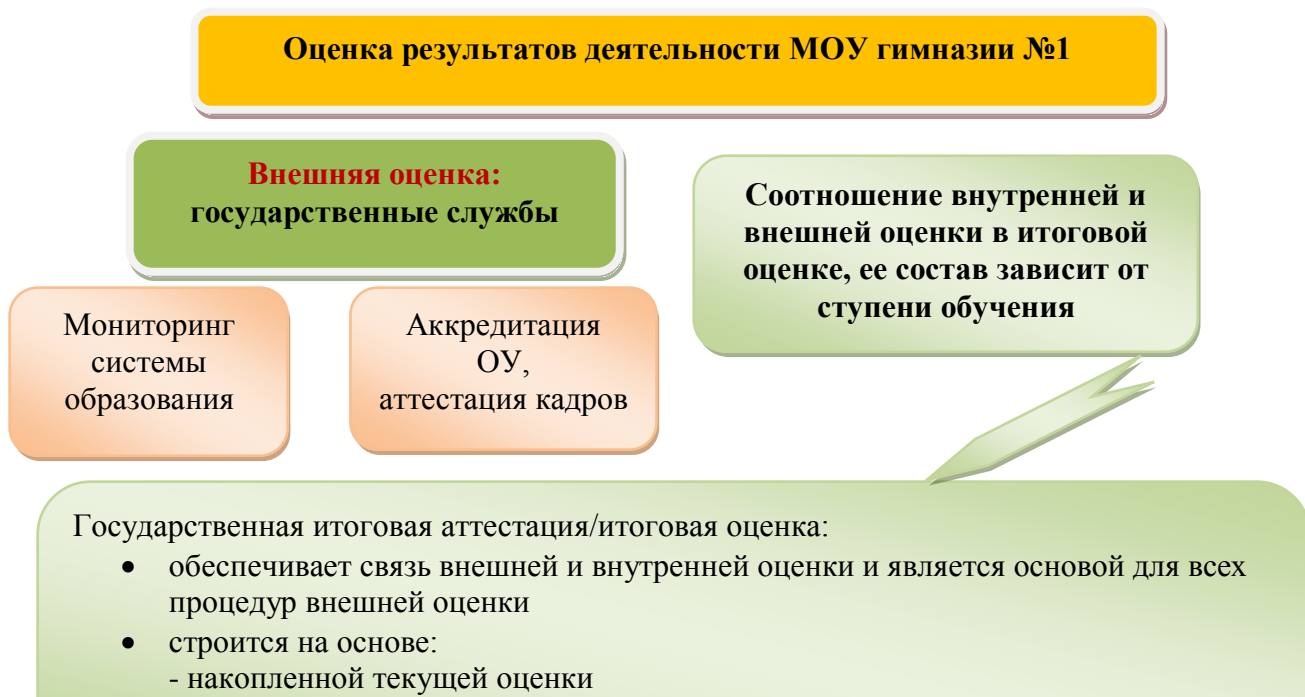 Оценка результатов деятельности МОУ гимназии №1
Внешняя оценка:
государственные службы
Соотношение внутренней и
внешней оценки в итоговой
оценке, ее состав зависит от
ступени обучения
Мониторинг
системы
образования
Аккредитация
ОУ,
аттестация кадров
Государственная итоговая аттестация/итоговая оценка:
• обеспечивает связь внешней и внутренней оценки и является основой для всех
процедур внешней оценки
• строится на основе:
- накопленной текущей оценки